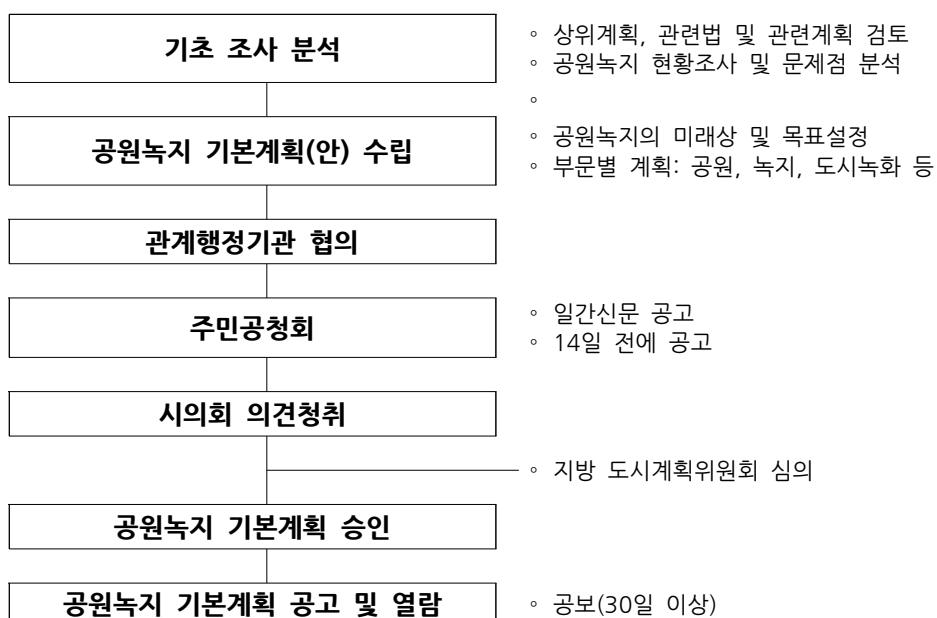 기초 조사 분석
◦ 상위계획, 관련법 및 관련계획 검토
◦ 공원녹지 현황조사 및 문제점 분석
◦
공원녹지 기본계획(안) 수립
◦ 공원녹지의 미래상 및 목표설정
◦ 부문별 계획: 공원, 녹지, 도시녹화 등
관계행정기관 협의
주민공청회
◦ 일간신문 공고
◦ 14일 전에 공고
시의회 의견청취
◦ 지방 도시계획위원회 심의
공원녹지 기본계획 승인
공원녹지 기본계획 공고 및 열람
◦ 공보(30일 이상)